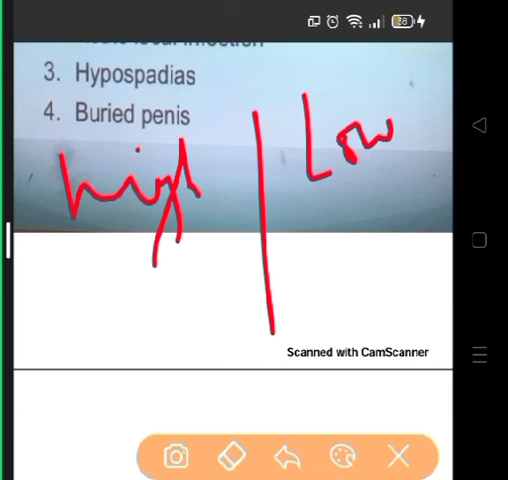 3. Hypospadias
4. Buried penis
high | Low
Scanned with CamScanner